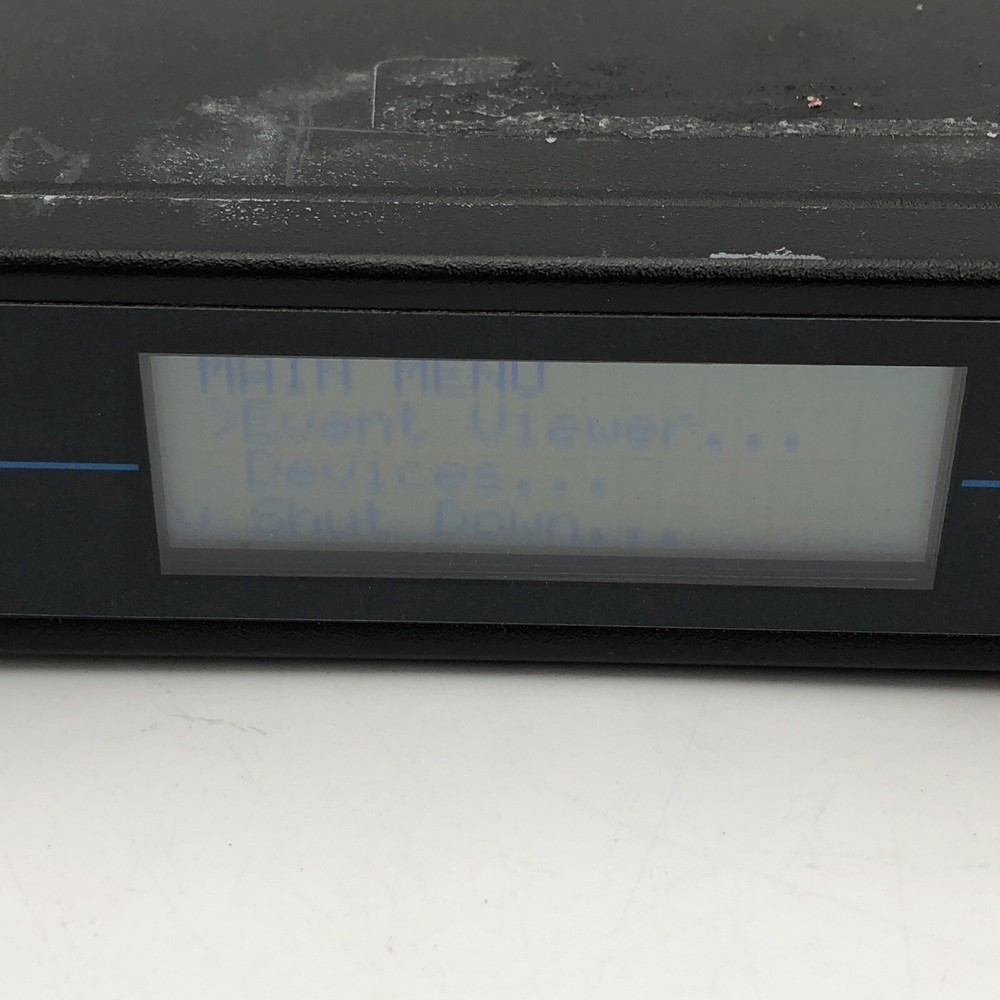 MAIN MENU
>Event Viewer...
Devices...
Shut Down...